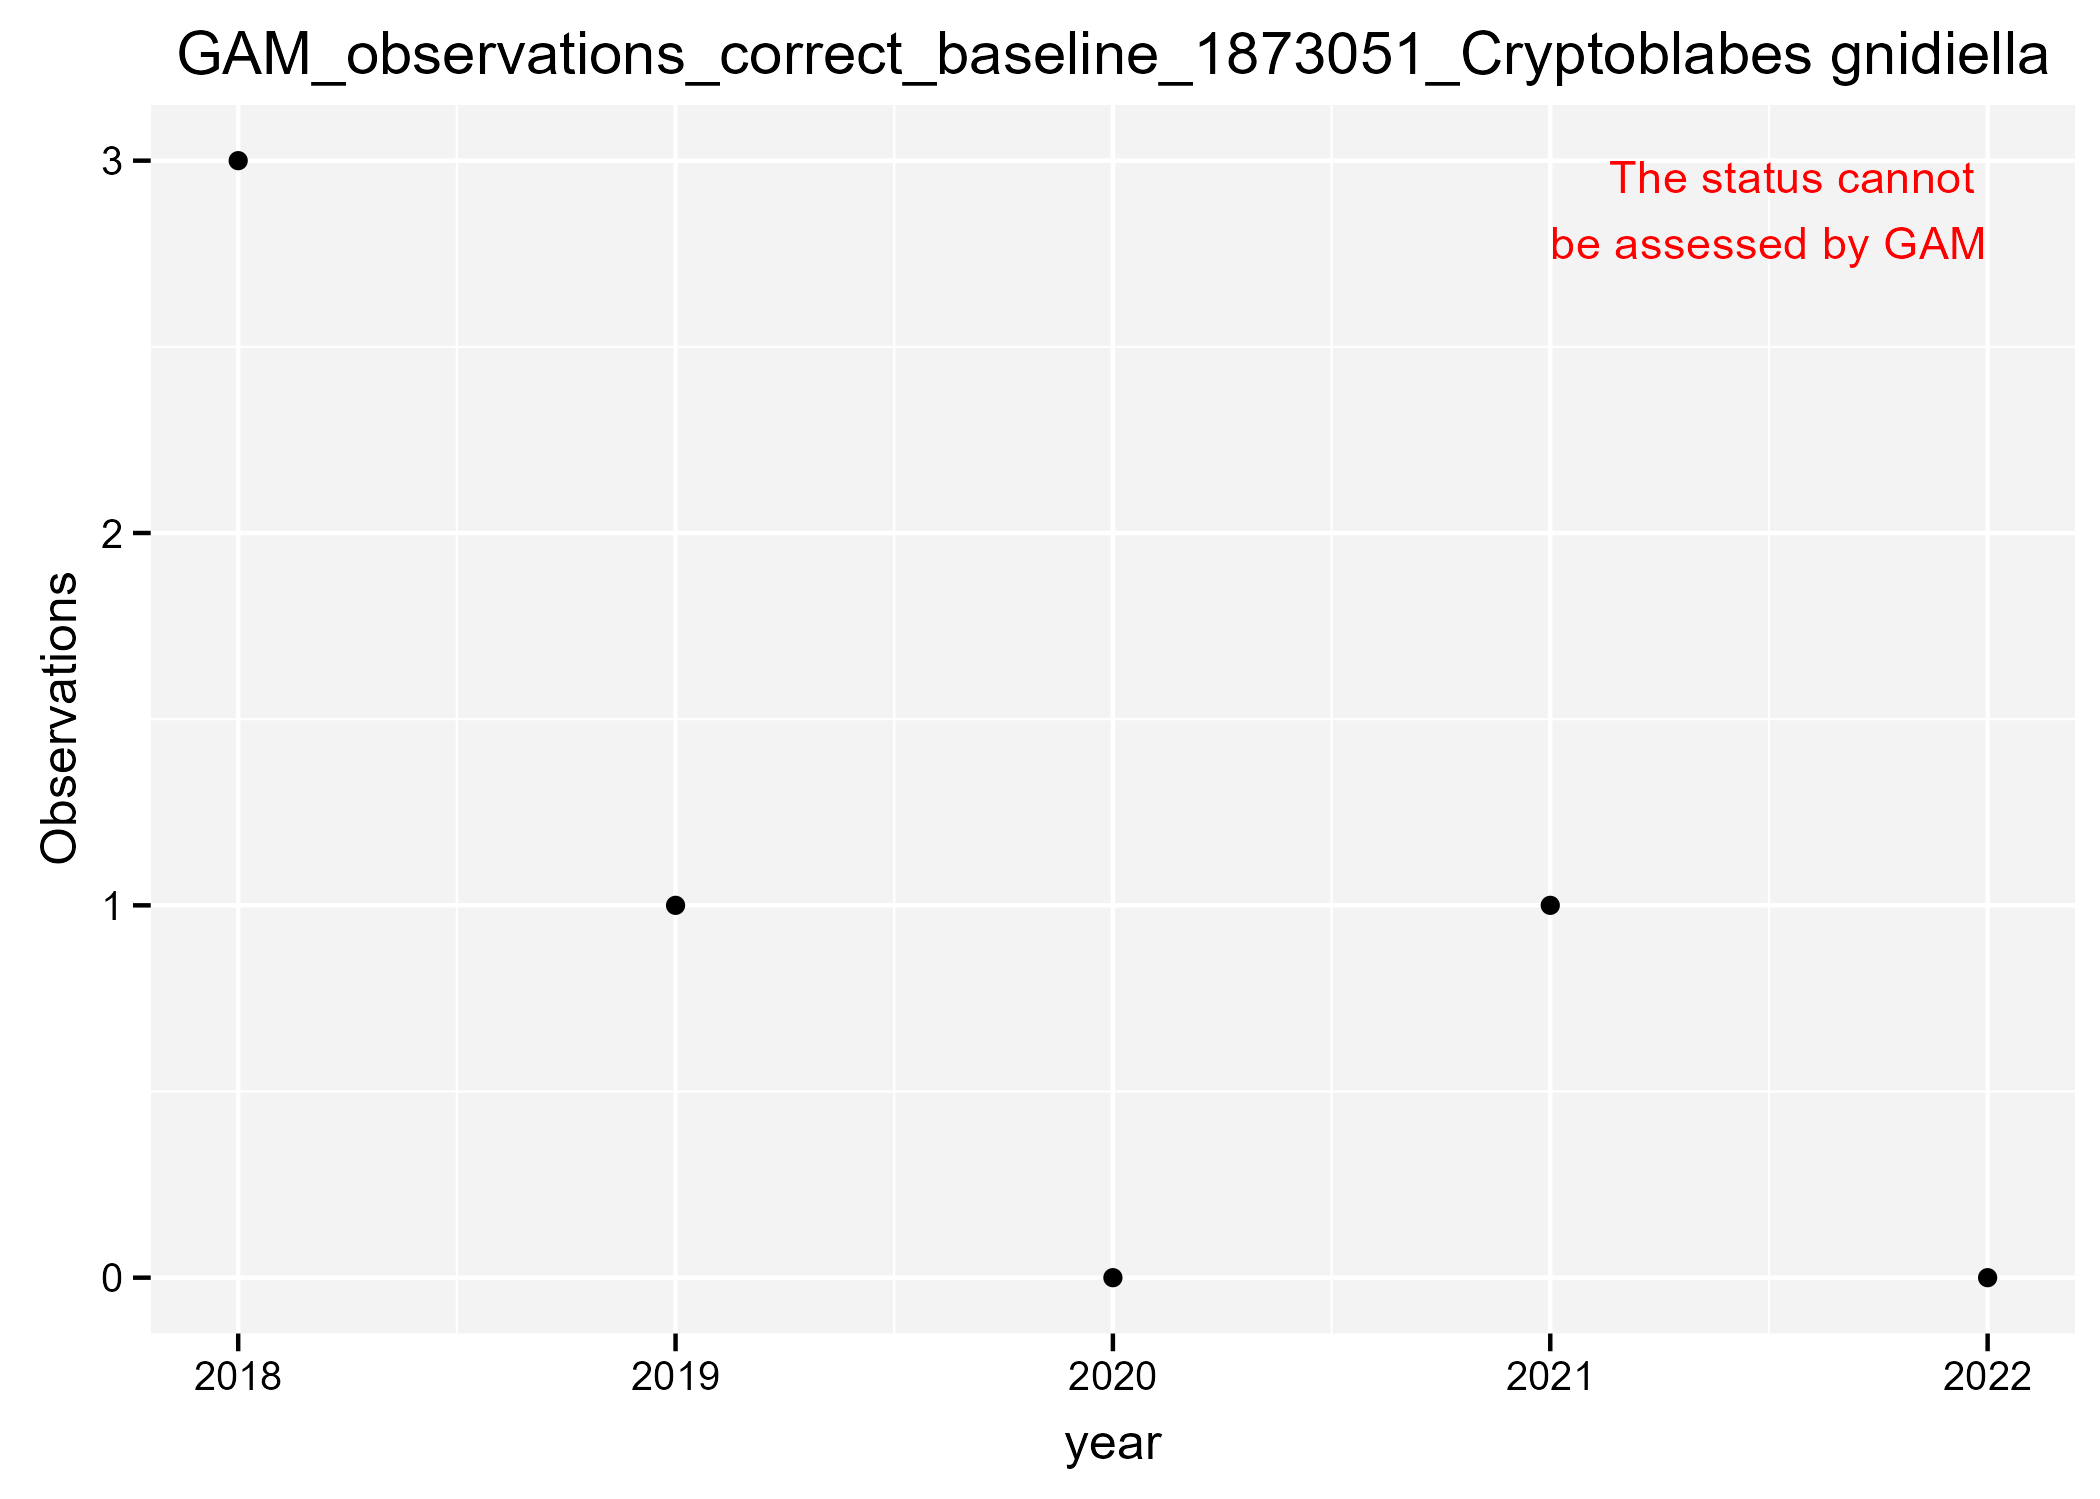 GAM_observations_correct_baseline_1873051_Cryptoblabes gnidiella
The status cannot
be assessed by GAM
Observations
3
2
1
0
2018
2019
2020
2021
2022
year